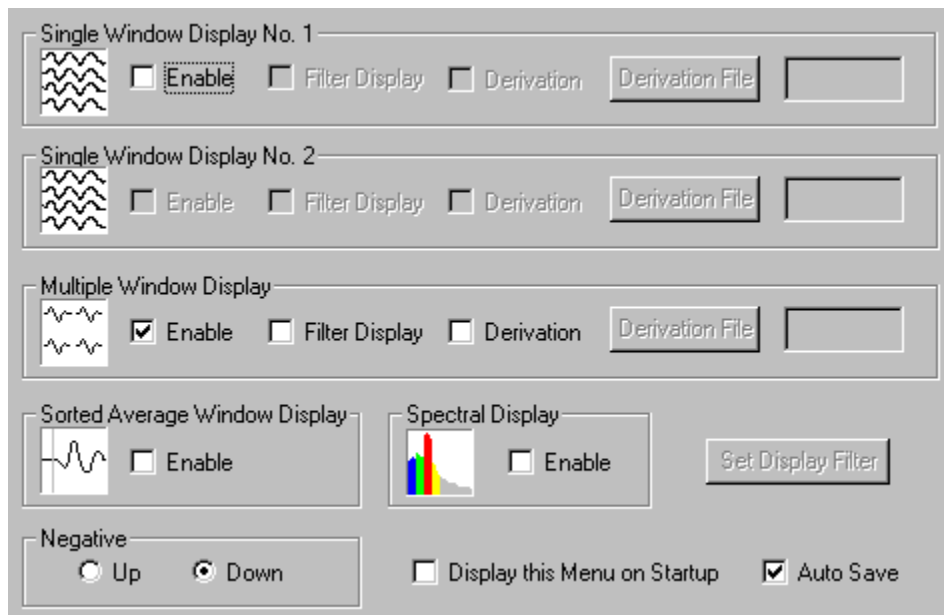 Single Window Display No. 1
Enable Filter Display Derivation Derivation File
Single Window Display No. 2
Enable Filter Display Derivation Derivation File
Multiple Window Display
Enable Filter Display Derivation Derivation File
Sorted Average Window Display
Enable
Spectral Display
Enable
Set Display Filter
Negative
Up Down
Display this Menu on Startup Auto Save